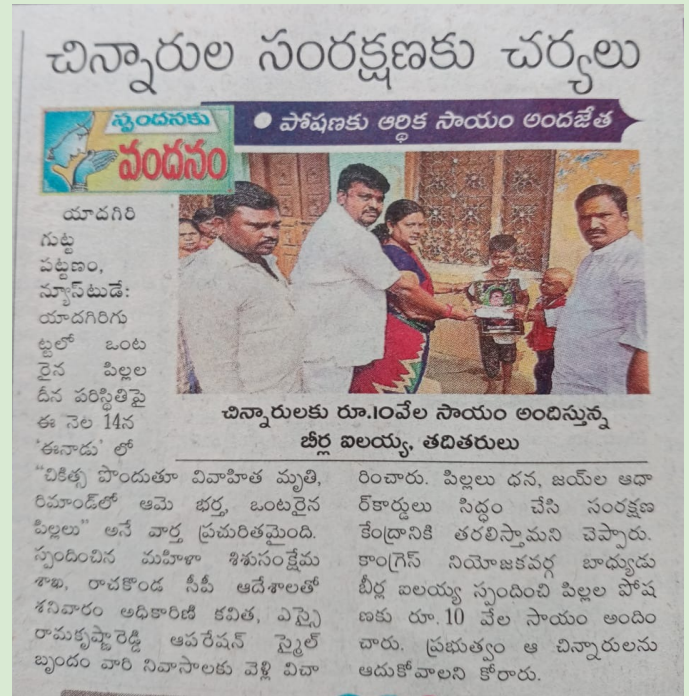 చిన్నారుల సంరక్షణకు చర్యలు
స్పందనకు
వందనం
● పోషణకు ఆర్థిక సాయం అందజేత
యాదగిరి
గుట్ట
పట్టణం,
న్యూస్‌టుడే:
యాదగిరిగు
ట్టలో ఒంట
రైన పిల్లల
దీన పరిస్థితిపై
ఈ నెల 14న
‘ఈనాడు’ లో
“చికిత్స పొందుతూ వివాహిత మృతి,
రిమాండ్‌లో ఆమె భర్త, ఒంటరైన
పిల్లలు” అనే వార్త ప్రచురితమైంది.
స్పందించిన మహిళా శిశుసంక్షేమ
శాఖ, రాచకొండ సీపీ ఆదేశాలతో
శనివారం అధికారిణి కవిత, ఎస్సై
రామకృష్ణారెడ్డి ఆపరేషన్ స్మైల్
బృందం వారి నివాసాలకు వెళ్లి విచా
చిన్నారులకు రూ.10వేల సాయం అందిస్తున్న
బీర్ల ఐలయ్య, తదితరులు
రించారు. పిల్లలు ధన, జయ్‌ల ఆధా
ర్‌కార్డులు సిద్ధం చేసి సంరక్షణ
కేంద్రానికి తరలిస్తామని చెప్పారు.
కాంగ్రెస్ నియోజకవర్గ బాధ్యుడు
బీర్ల ఐలయ్య స్పందించి పిల్లల పోష
ణకు రూ. 10 వేల సాయం అందిం
చారు. ప్రభుత్వం ఆ చిన్నారులను
ఆదుకోవాలని కోరారు.